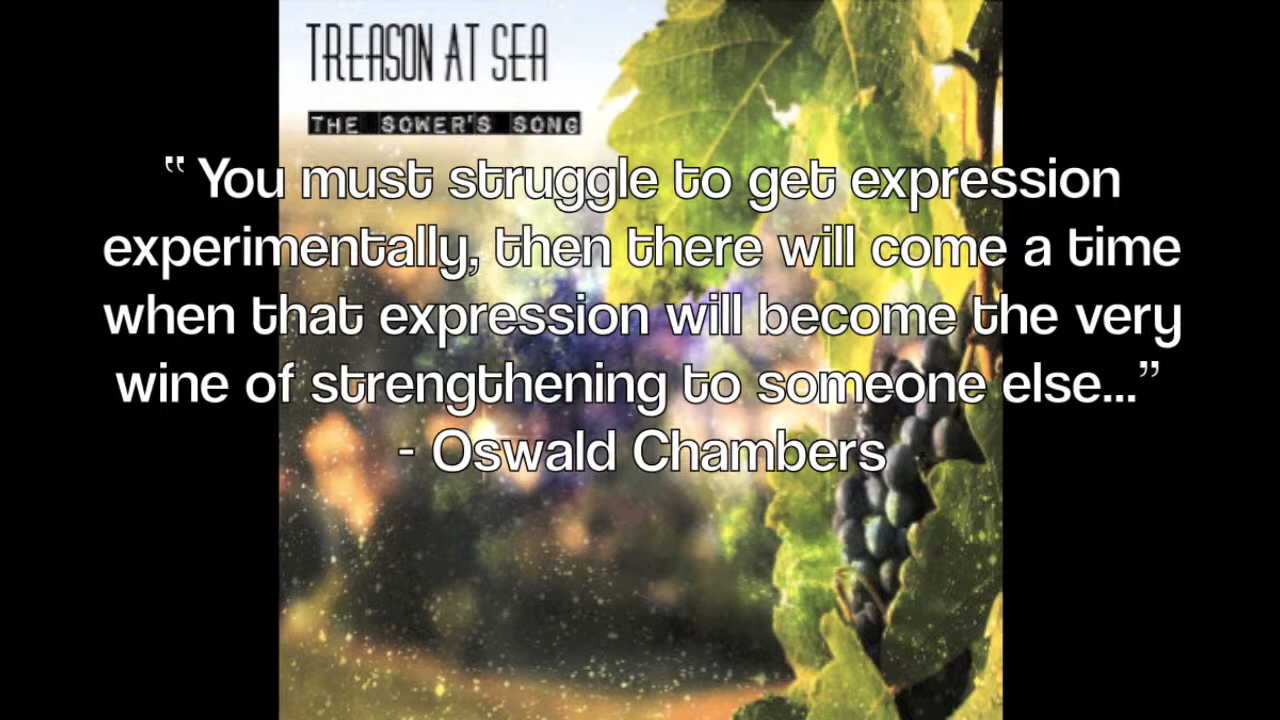 TREASON AT SEA
THE SOWER'S SONG
“ You must struggle to get expression
experimentally, then there will come a time
when that expression will become the very
wine of strengthening to someone else...”
- Oswald Chambers